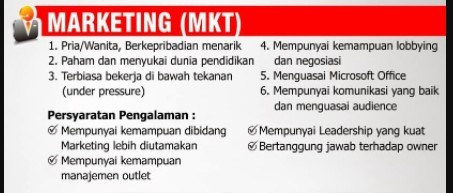 MARKETING (MKT)
1. Pria/Wanita, Berkepribadian menarik
2. Paham dan menyukai dunia pendidikan
3. Terbiasa bekerja di bawah tekanan
(under pressure)
4. Mempunyai kemampuan lobbying
dan negosiasi
5. Menguasai Microsoft Office
6. Mempunyai komunikasi yang baik
dan menguasai audience
Persyaratan Pengalaman :
Mempunyai kemampuan dibidang
Marketing lebih diutamakan
Mempunyai kemampuan
manajemen outlet
Mempunyai Leadership yang kuat
Bertanggung jawab terhadap owner